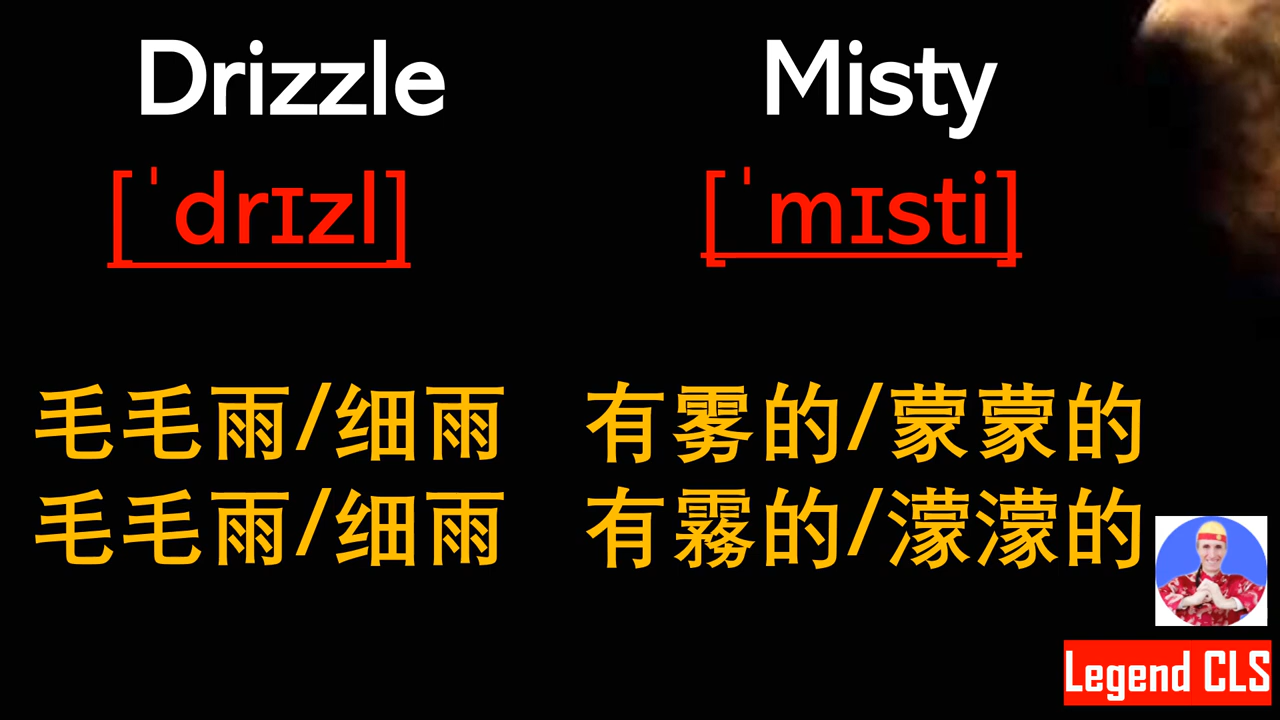 Drizzle Misty
[ˈdrɪzl] [ˈmɪsti]
毛毛雨/细雨 有雾的/蒙蒙的
毛毛雨/细雨 有霧的/濛濛的
Legend CLS